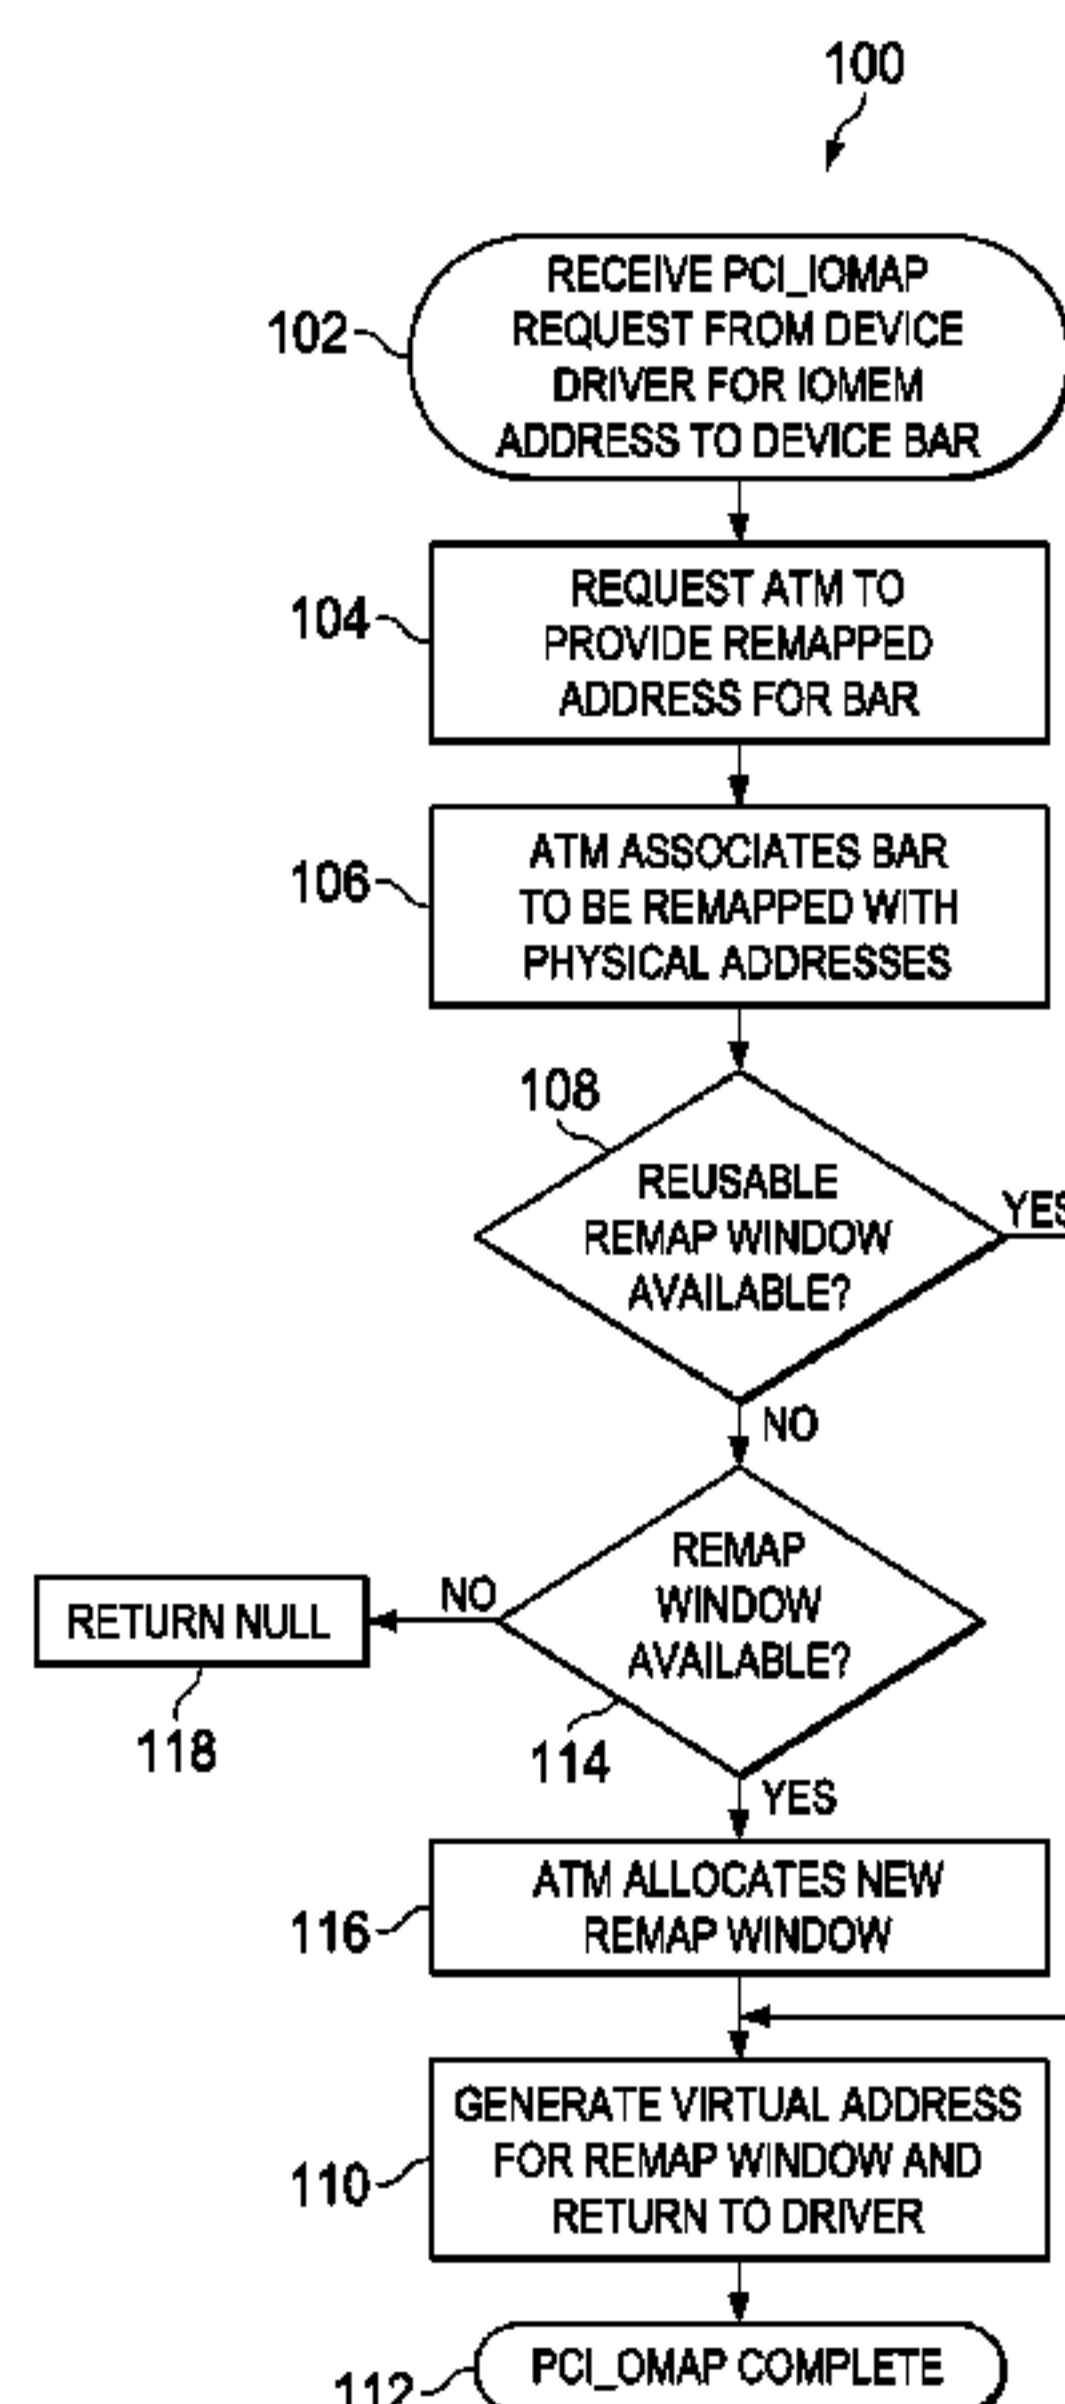 100
RECEIVE PCI_IOMAP
REQUEST FROM DEVICE
DRIVER FOR IOMEM
ADDRESS TO DEVICE BAR
102
REQUEST ATM TO
PROVIDE REMAPPED
ADDRESS FOR BAR
104
ATM ASSOCIATES BAR
TO BE REMAPPED WITH
PHYSICAL ADDRESSES
106
108
REUSABLE
REMAP WINDOW
AVAILABLE?
YES
NO
REMAP
WINDOW
AVAILABLE?
NO
RETURN NULL
118
114
YES
ATM ALLOCATES NEW
REMAP WINDOW
116
GENERATE VIRTUAL ADDRESS
FOR REMAP WINDOW AND
RETURN TO DRIVER
110
PCI_OMAP COMPLETE
112